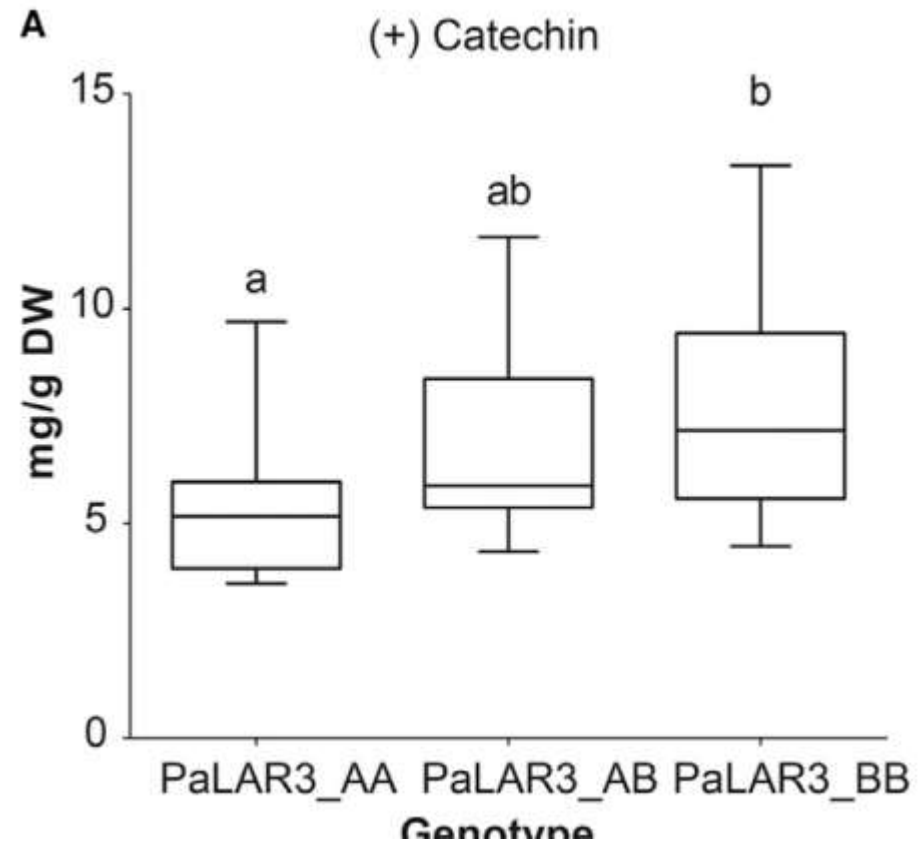 A
(+) Catechin
15
b
ab
a
10
mg/g DW
5
0
PaLAR3_AA PaLAR3_AB PaLAR3_BB
Genotype